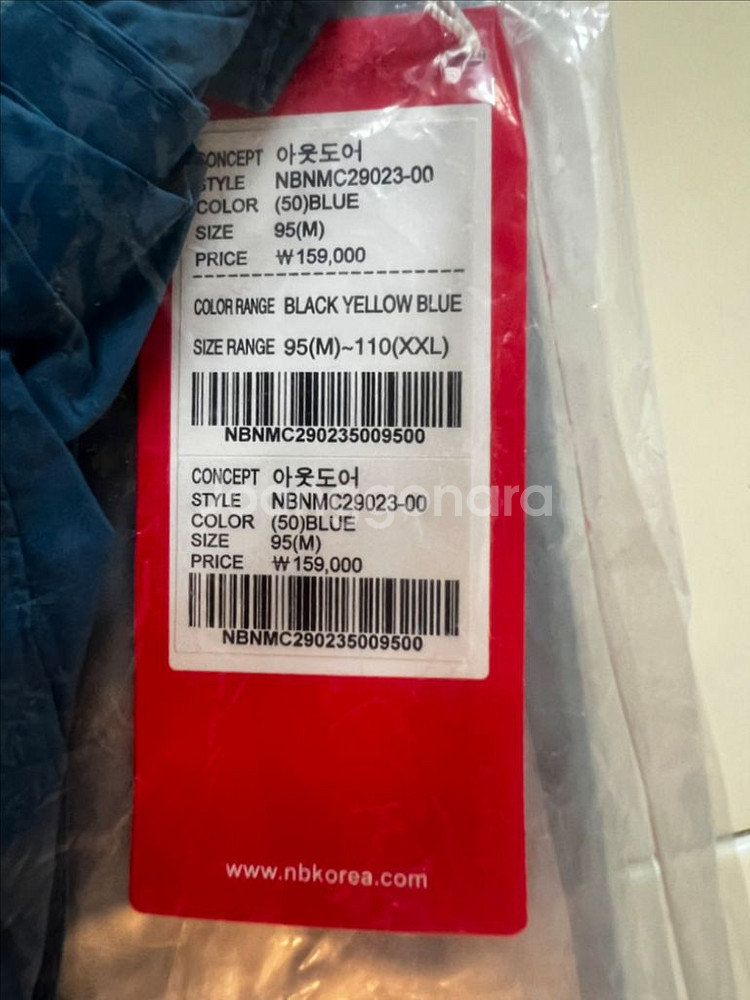 CONCEPT 아웃도어
STYLE NBNMC29023-00
COLOR (50)BLUE
SIZE 95(M)
PRICE ₩159,000
COLOR RANGE BLACK YELLOW BLUE
SIZE RANGE 95(M)~110(XXL)
NBNMC290235009500
CONCEPT 아웃도어
STYLE NBNMC29023-00
COLOR (50)BLUE
SIZE 95(M)
PRICE ₩159,000
NBNMC290235009500
www.nbkorea.com